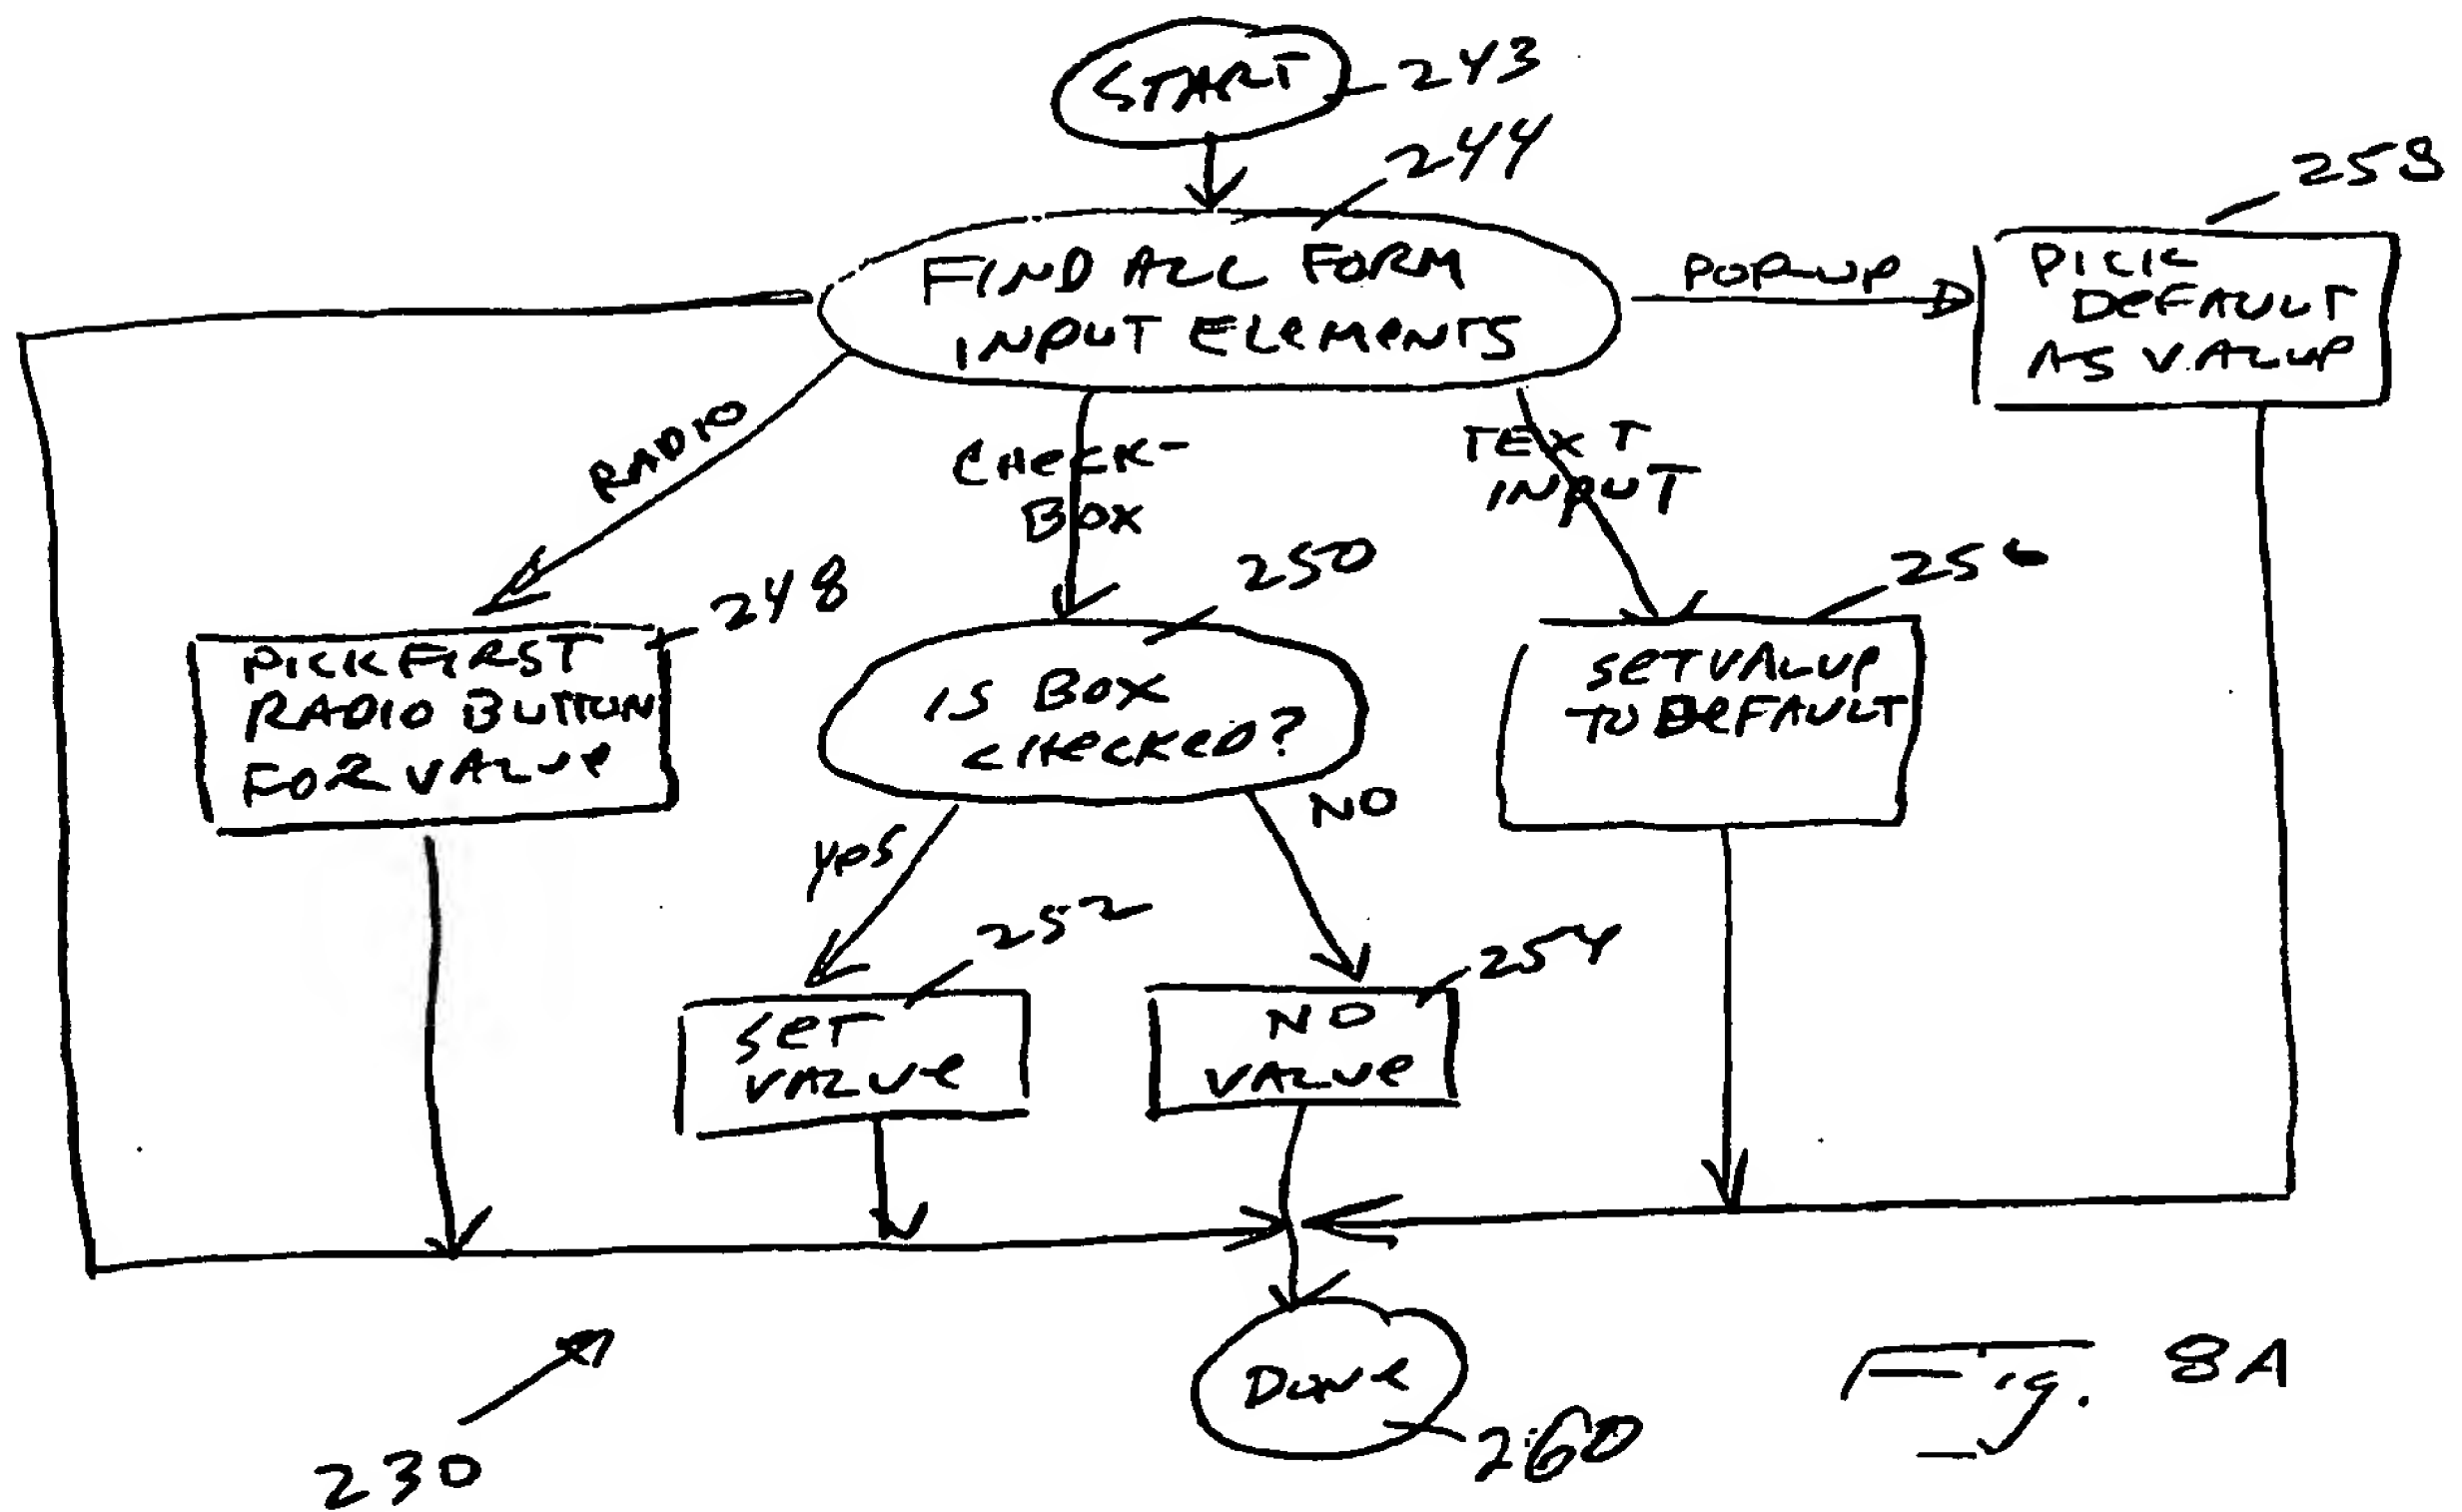 START
243
244
258
FIND ALL FORM
INPUT ELEMENTS
POP-UP
PICK
DEFAULT
AS VALUE
RADIO
CHECK-
BOX
TEXT
INPUT
248
250
PICK FIRST
RADIO BUTTON
FOR VALUE
IS BOX
CHECKED?
SET VALUE
TO DEFAULT
YES
NO
252
254
SET
VALUE
NO
VALUE
DONE
260
230
Fig. 8A